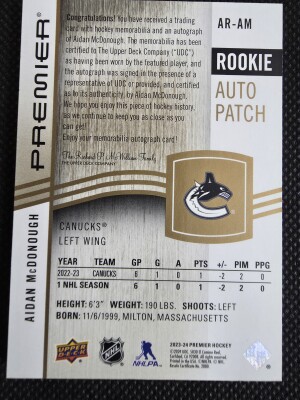 Congratulations! You have received a trading
card with hockey memorabilia and an autograph
of Aidan McDonough. The memorabilia has been
certified to The Upper Deck Company ("UDC")
as having been worn by the featured player, and
the autograph was signed in the presence of a
representative of UDC or provided, and certified
as to its authenticity, by Aidan McDonough.
We hope you enjoy this piece of hockey history,
as we continue to keep you as close as you
can get!
Enjoy your memorabilia autograph card!
The Richard P. McWilliam Family
THE UPPER DECK COMPANY
AR-AM
ROOKIE
AUTO
PATCH
PREMIER
AIDAN McDONOUGH
CANUCKS
LEFT WING
YEAR TEAM GP G A PTS +/- PIM PPG
2022-23 CANUCKS 6 1 0 1 -2 2 0
1 NHL SEASON 6 1 0 1 -2 2 0
HEIGHT: 6'3" WEIGHT: 190 LBS. SHOOTS: LEFT
BORN: 11/6/1999, MILTON, MASSACHUSETTS
UPPER DECK
NHL
NHLPA
2023-24 PREMIER HOCKEY